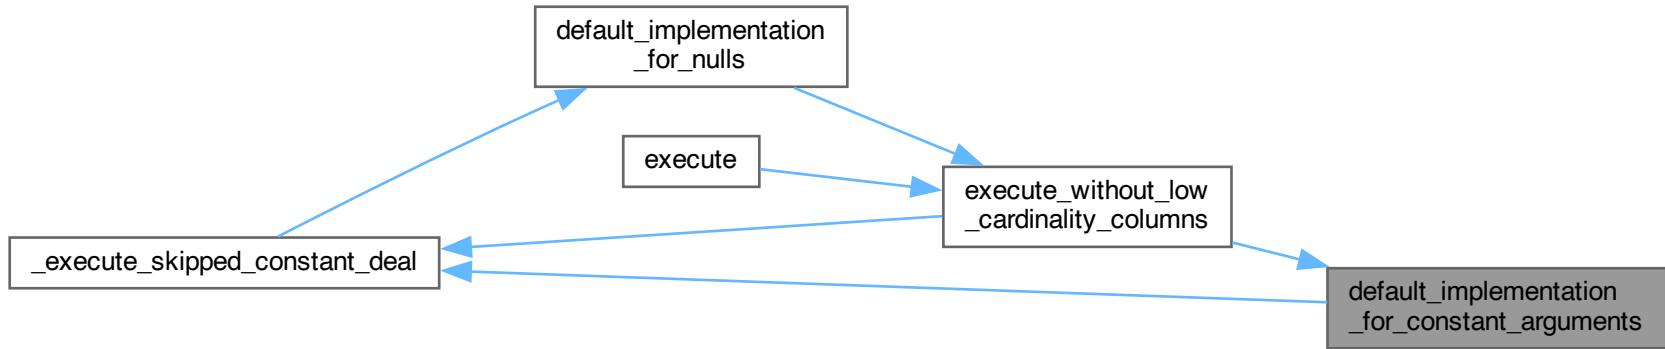 default_implementation
_for_nulls
execute
execute_without_low
_cardinality_columns
_execute_skipped_constant_deal
default_implementation
_for_constant_arguments